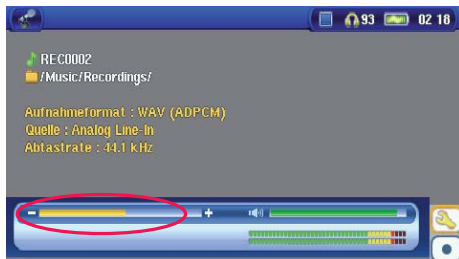 93 02 18
REC0002
/Music/Recordings/
Aufnahmeformat : WAV (ADPCM)
Quelle : Analog Line-In
Abtastrate : 44.1 kHz
- +